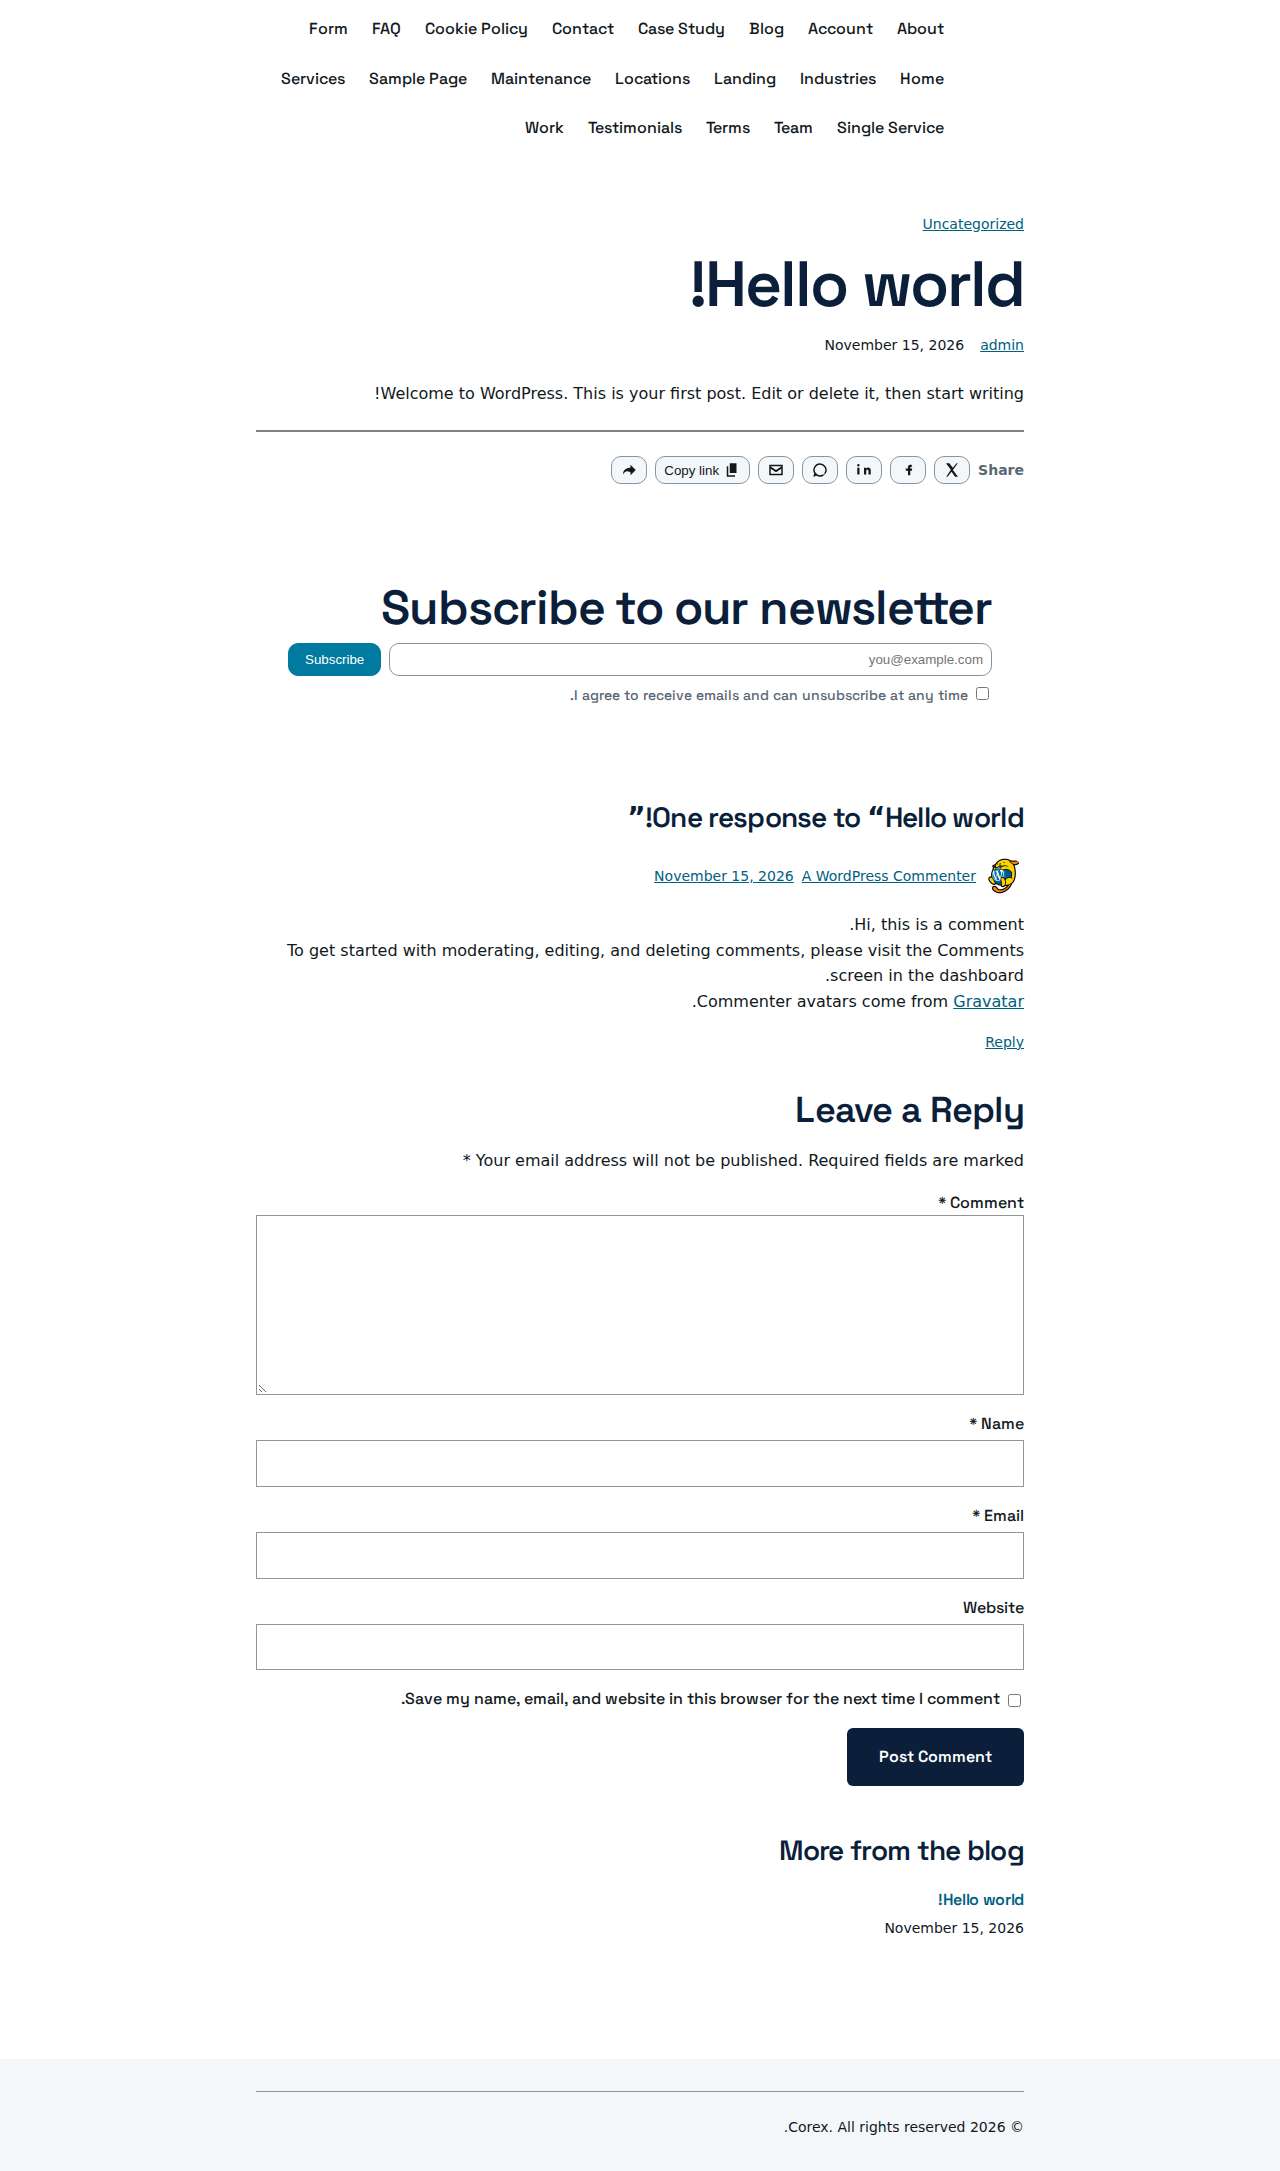 About Account Blog Case Study Contact Cookie Policy FAQ Form
Home Industries Landing Locations Maintenance Sample Page Services
Single Service Team Terms Testimonials Work
Uncategorized
Hello world!
admin November 15, 2026
Welcome to WordPress. This is your first post. Edit or delete it, then start writing!
Share Copy link
Subscribe to our newsletter
you@example.com Subscribe
I agree to receive emails and can unsubscribe at any time.
One response to “Hello world!”
A WordPress Commenter November 15, 2026
Hi, this is a comment.
To get started with moderating, editing, and deleting comments, please visit the Comments
screen in the dashboard.
Commenter avatars come from Gravatar.
Reply
Leave a Reply
Your email address will not be published. Required fields are marked *
Comment *
Name *
Email *
Website
Save my name, email, and website in this browser for the next time I comment.
Post Comment
More from the blog
Hello world!
November 15, 2026
© 2026 Corex. All rights reserved.